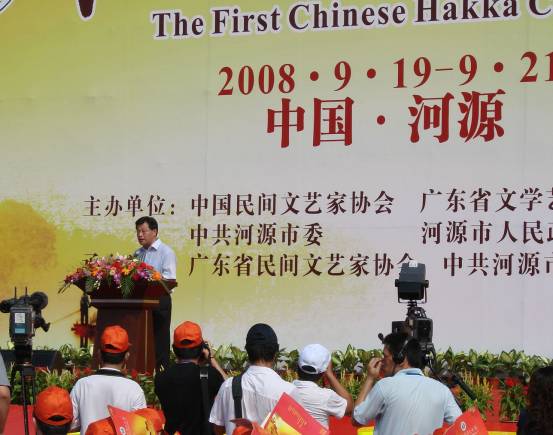 The First Chinese Hakka C
2008·9·19-9·21
中国·河源
主办单位：中国民间文艺家协会 广东省文学艺
中共河源市委 河源市人民政
承 广东省民间文艺家协会 中共河源市